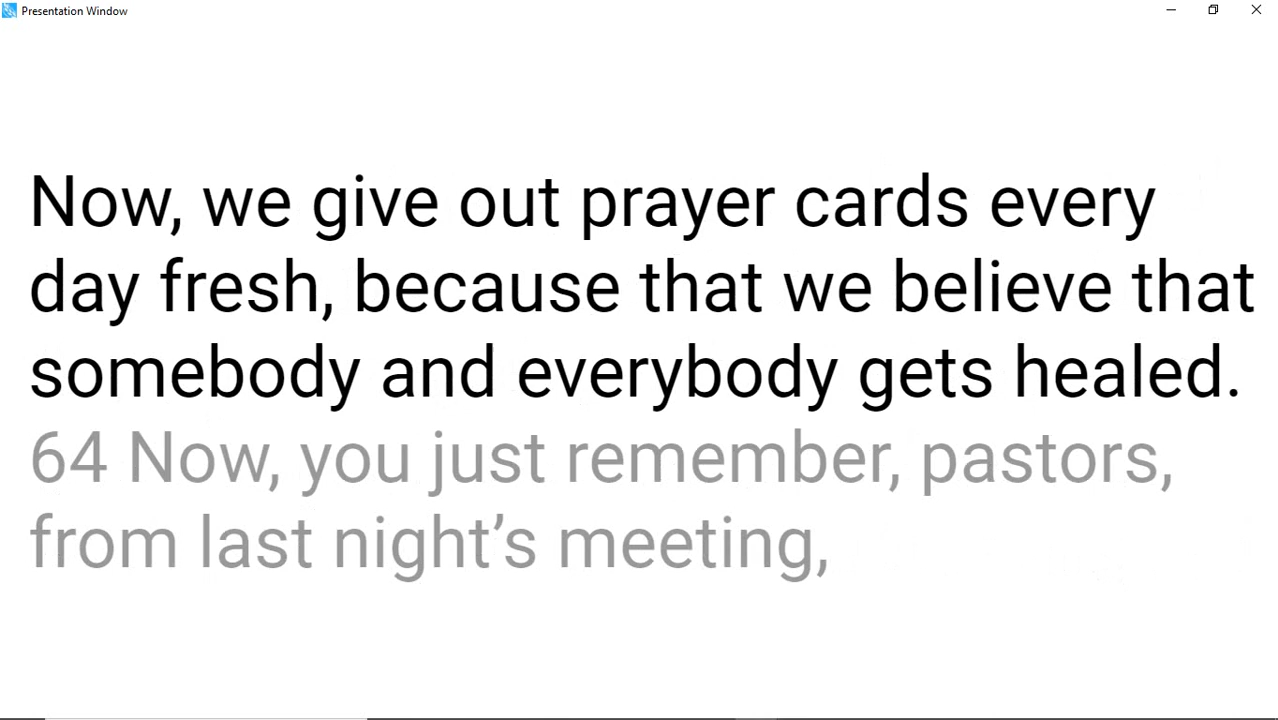 Presentation Window
Now, we give out prayer cards every
day fresh, because that we believe that
somebody and everybody gets healed.
64 Now, you just remember, pastors,
from last night’s meeting,